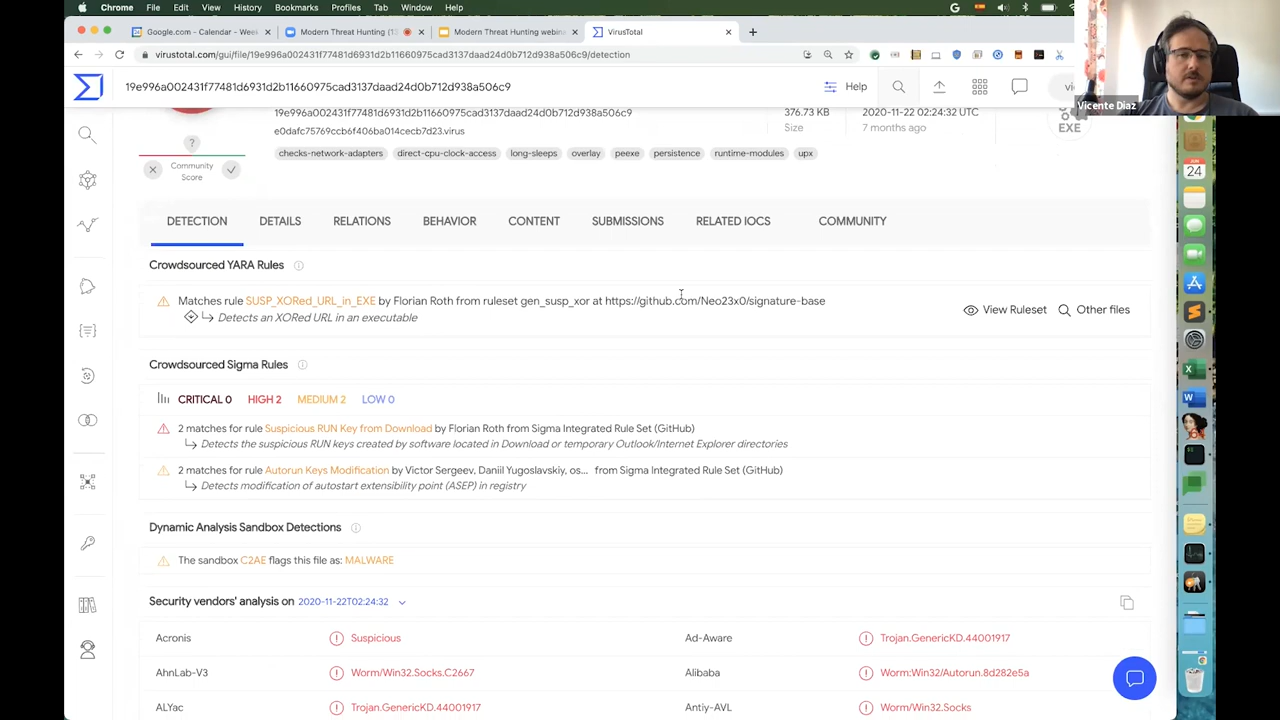 Chrome File Edit View History Bookmarks Profiles Tab Window Help
Google.com - Calendar - Week
Modern Threat Hunting (1
Modern Threat Hunting webin
VirusTotal
virustotal.com/gui/file/19e996a002431f77481d6931d2b11660975cad3137daad24d0b712d938a506c9/detection
19e996a002431f77481d6931d2b11660975cad3137daad24d0b712d938a506c9
Help
Vicente Diaz
19e996a002431f77481d6931d2b11660975cad3137daad24d0b712d938a506c9
376.73 KB
2020-11-22 02:24:32 UTC
e0dafc75769ccb6f406ba014cecb7d23.virus
Size
7 months ago
EXE
?
checks-network-adapters direct-cpu-clock-access long-sleeps overlay peexe persistence runtime-modules upx
Community
Score
JUN
24
DETECTION DETAILS RELATIONS BEHAVIOR CONTENT SUBMISSIONS RELATED IOCS COMMUNITY
Crowdsourced YARA Rules
Matches rule SUSP_XORed_URL_in_EXE by Florian Roth from ruleset gen_susp_xor at https://github.com/Neo23x0/signature-base
Detects an XORed URL in an executable
View Ruleset
Other files
Crowdsourced Sigma Rules
CRITICAL 0 HIGH 2 MEDIUM 2 LOW 0
2 matches for rule Suspicious RUN Key from Download by Florian Roth from Sigma Integrated Rule Set (GitHub)
Detects the suspicious RUN keys created by software located in Download or temporary Outlook/Internet Explorer directories
2 matches for rule Autorun Keys Modification by Victor Sergeev, Daniil Yugoslavskiy, os... from Sigma Integrated Rule Set (GitHub)
Detects modification of autostart extensibility point (ASEP) in registry
Dynamic Analysis Sandbox Detections
The sandbox C2AE flags this file as: MALWARE
Security vendors' analysis on 2020-11-22T02:24:32
Acronis Suspicious Ad-Aware Trojan.GenericKD.44001917
AhnLab-V3 Worm/Win32.Socks.C2667 Alibaba Worm:Win32/Autorun.8d282e5a
ALYac Trojan.GenericKD.44001917 Antiy-AVL Worm/Win32.Socks